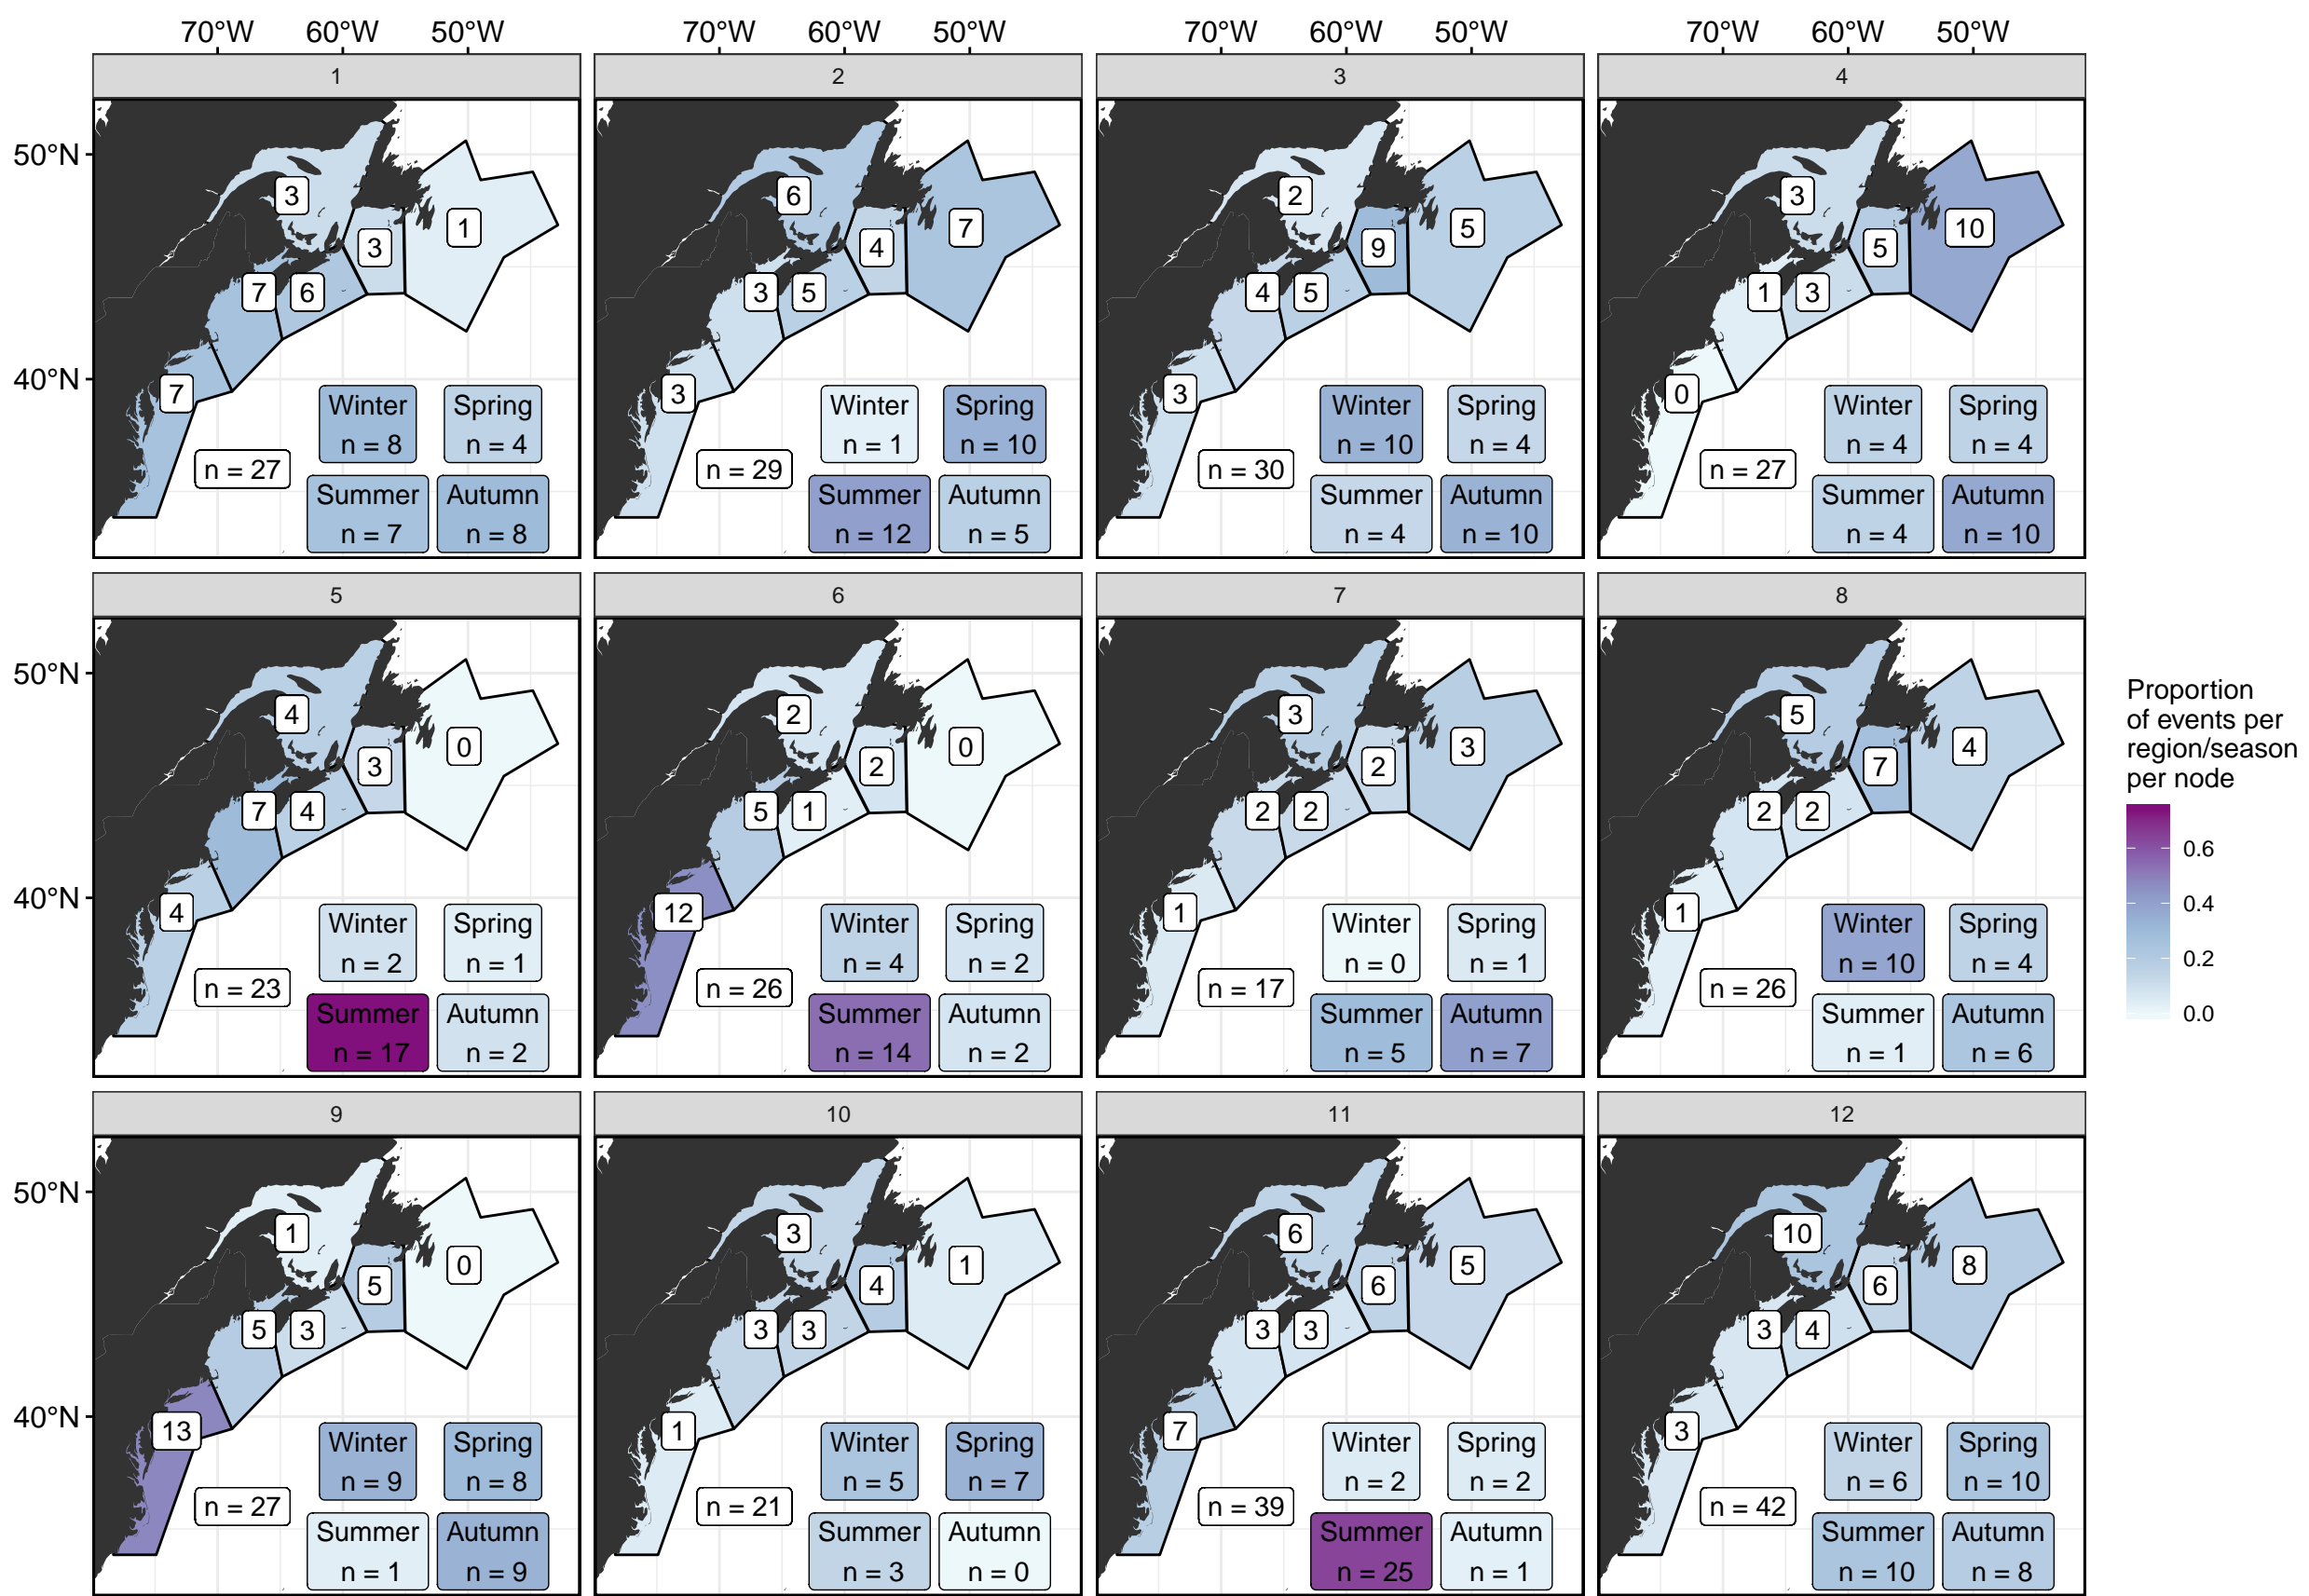 70°W 60°W 50°W 70°W 60°W 50°W 70°W 60°W 50°W 70°W 60°W 50°W
1 2 3 4
50°N
40°N
3
3
1
7 6
7
n = 27
Winter
n = 8
Spring
n = 4
Summer
n = 7
Autumn
n = 8
6
4
7
3 5
3
n = 29
Winter
n = 1
Spring
n = 10
Summer
n = 12
Autumn
n = 5
2
9
5
4 5
3
n = 30
Winter
n = 10
Spring
n = 4
Summer
n = 4
Autumn
n = 10
3
5
10
1 3
0
n = 27
Winter
n = 4
Spring
n = 4
Summer
n = 4
Autumn
n = 10
5 6 7 8
50°N
40°N
4
3
0
7 4
4
n = 23
Winter
n = 2
Spring
n = 1
Summer
n = 17
Autumn
n = 2
2
2
0
5 1
12
n = 26
Winter
n = 4
Spring
n = 2
Summer
n = 14
Autumn
n = 2
3
2
3
2 2
1
n = 17
Winter
n = 0
Spring
n = 1
Summer
n = 5
Autumn
n = 7
5
7
4
2 2
1
n = 26
Winter
n = 10
Spring
n = 4
Summer
n = 1
Autumn
n = 6
Proportion
of events per
region/season
per node
0.6
0.4
0.2
0.0
9 10 11 12
50°N
40°N
1
5
0
5 3
13
n = 27
Winter
n = 9
Spring
n = 8
Summer
n = 1
Autumn
n = 9
3
4
1
3 3
1
n = 21
Winter
n = 5
Spring
n = 7
Summer
n = 3
Autumn
n = 0
6
6
5
3 3
7
n = 39
Winter
n = 2
Spring
n = 2
Summer
n = 25
Autumn
n = 1
10
6
8
3 4
3
n = 42
Winter
n = 6
Spring
n = 10
Summer
n = 10
Autumn
n = 8